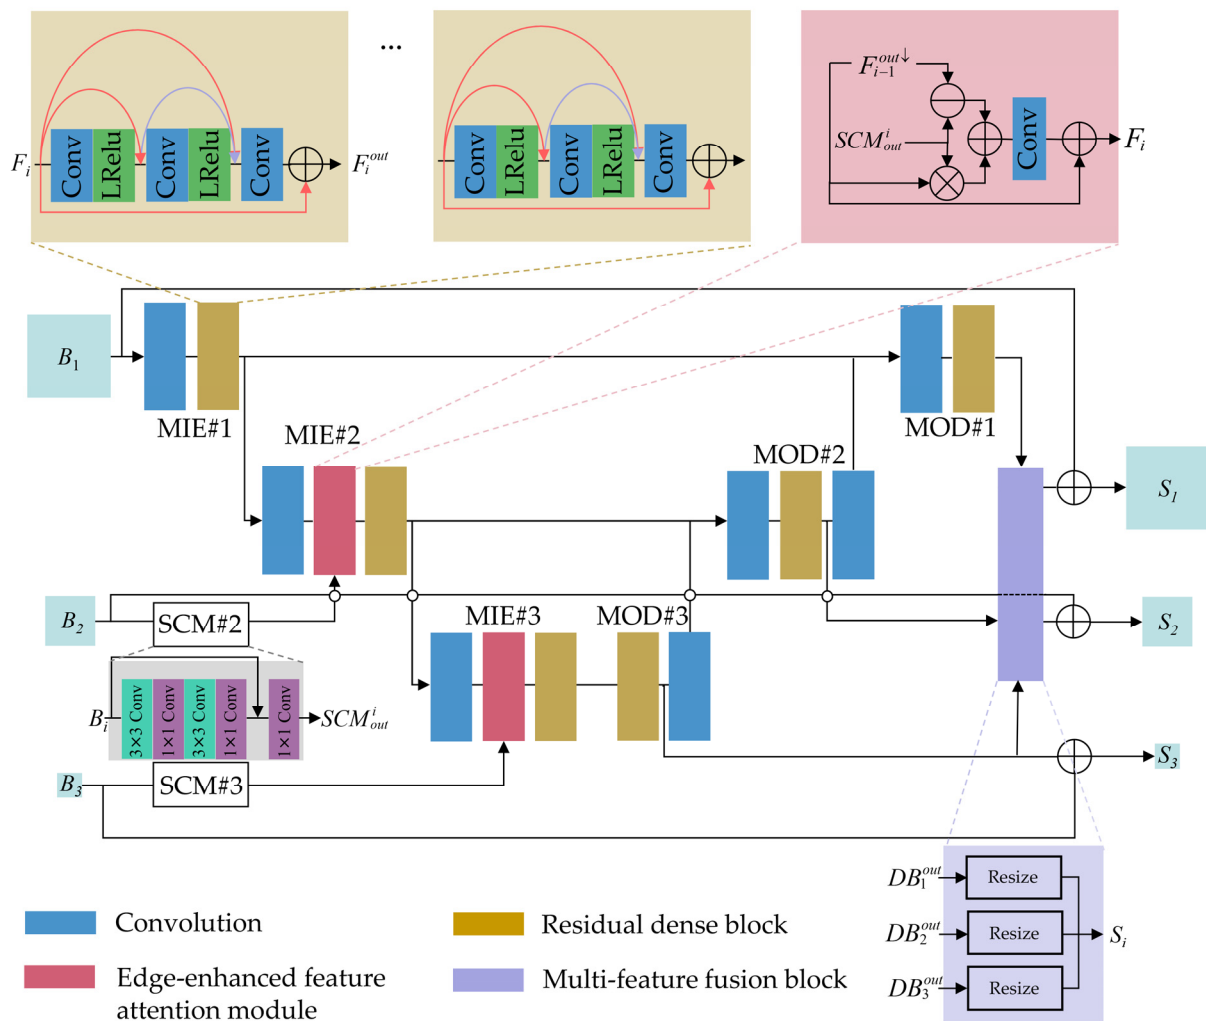 ...
F_i Conv LRelu Conv LRelu Conv F_i^out
Conv LRelu Conv LRelu Conv
F_{i-1}^{out↓}
SCM_out^i
Conv
F_i
B_1
MIE#1
MIE#2
MOD#2
MOD#1
S_1
B_2
SCM#2
MIE#3
MOD#3
S_2
B_i 3×3 Conv 1×1 Conv 3×3 Conv 1×1 Conv 1×1 Conv SCM_out^i
B_3
SCM#3
S_3
DB_1^out Resize
DB_2^out Resize S_i
DB_3^out Resize
Convolution
Residual dense block
Edge-enhanced feature
attention module
Multi-feature fusion block